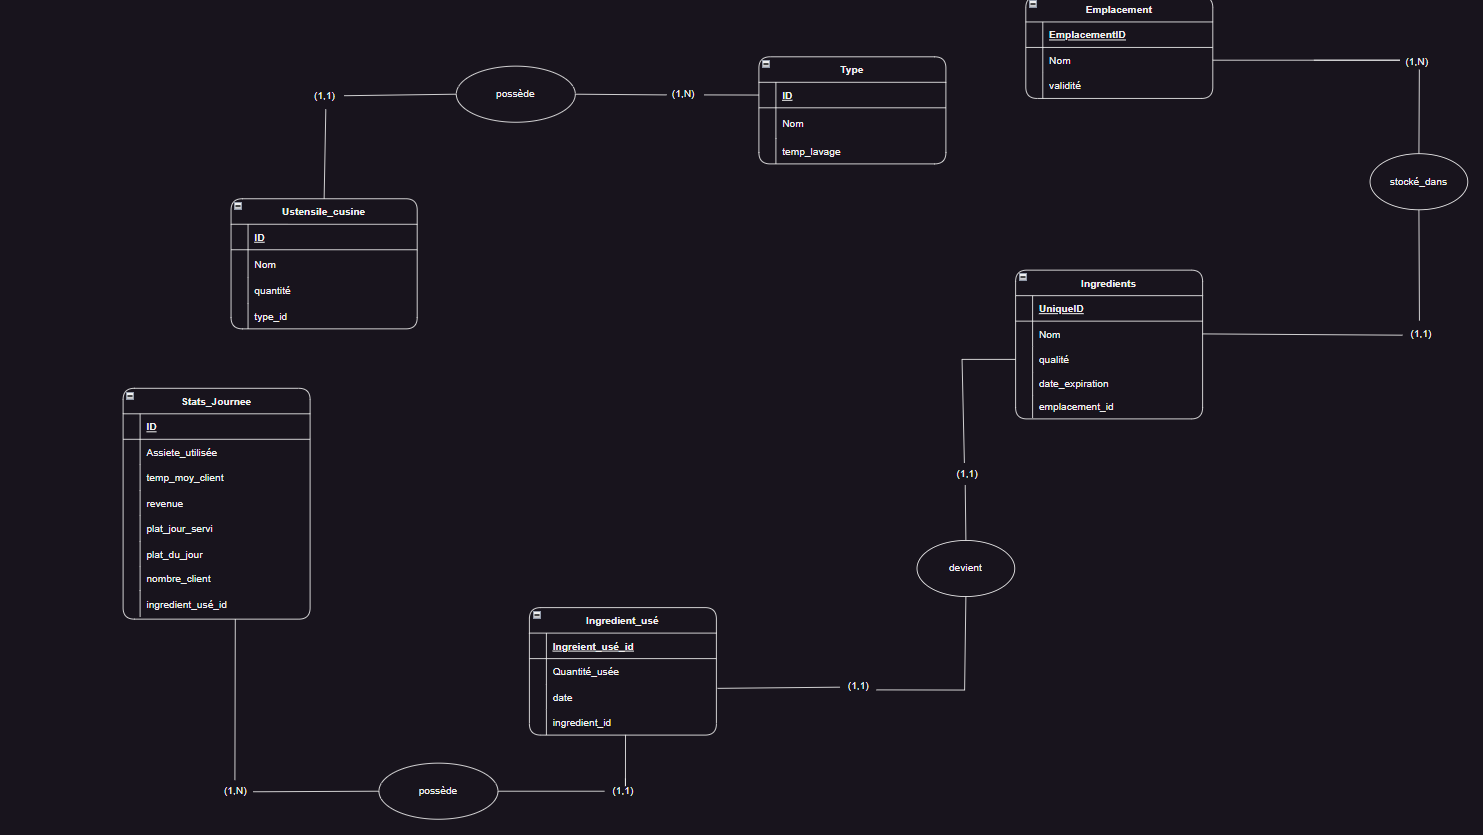 Emplacement
EmplacementID
Nom
validité
(1,N)
stocké_dans
(1,1)
Type
ID
Nom
temp_lavage
(1,N)
possède
(1,1)
Ustensile_cusine
ID
Nom
quantité
type_id
Ingredients
UniqueID
Nom
qualité
date_expiration
emplacement_id
(1,1)
devient
(1,1)
Stats_Journee
ID
Assiete_utilisée
temp_moy_client
revenue
plat_jour_servi
plat_du_jour
nombre_client
ingredient_usé_id
Ingredient_usé
Ingreient_usé_id
Quantité_usée
date
ingredient_id
(1,N)
possède
(1,1)